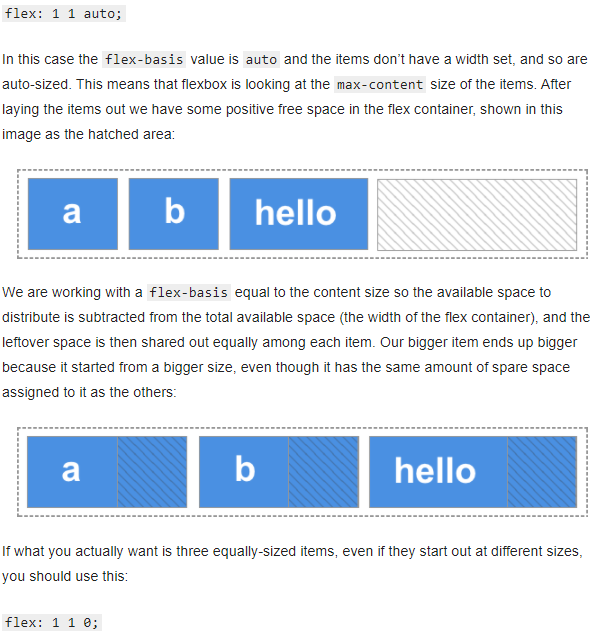 flex: 1 1 auto;
In this case the flex-basis value is auto and the items don’t have a width set, and so are
auto-sized. This means that flexbox is looking at the max-content size of the items. After
laying the items out we have some positive free space in the flex container, shown in this
image as the hatched area:
a b hello
We are working with a flex-basis equal to the content size so the available space to
distribute is subtracted from the total available space (the width of the flex container), and the
leftover space is then shared out equally among each item. Our bigger item ends up bigger
because it started from a bigger size, even though it has the same amount of spare space
assigned to it as the others:
a b hello
If what you actually want is three equally-sized items, even if they start out at different sizes,
you should use this:
flex: 1 1 0;